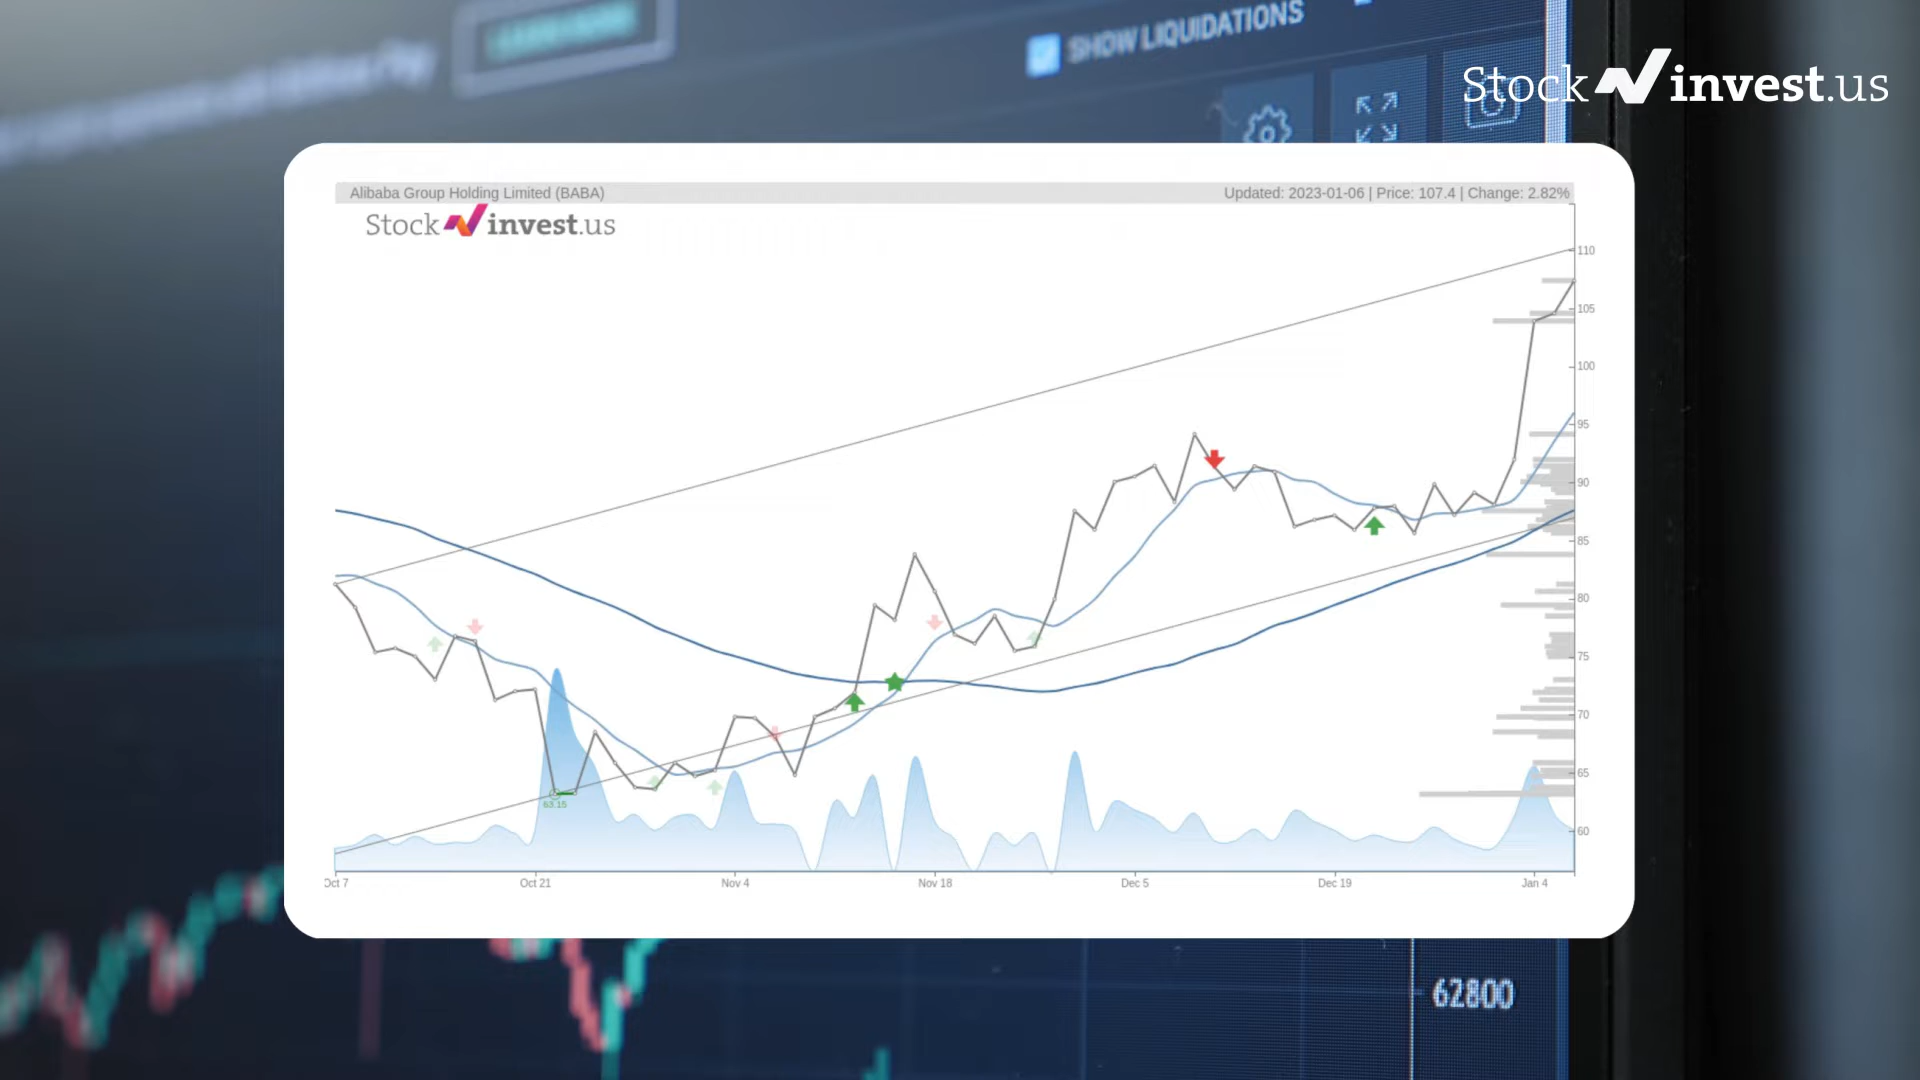 SHOW LIQUIDATIONS
Stock invest.us
Alibaba Group Holding Limited (BABA)
Updated: 2023-01-06 | Price: 107.4 | Change: 2.82%
Stock invest.us
110
105
100
95
90
85
80
75
70
65
60
63.15
Oct 7
Oct 21
Nov 4
Nov 18
Dec 5
Dec 19
Jan 4
62800